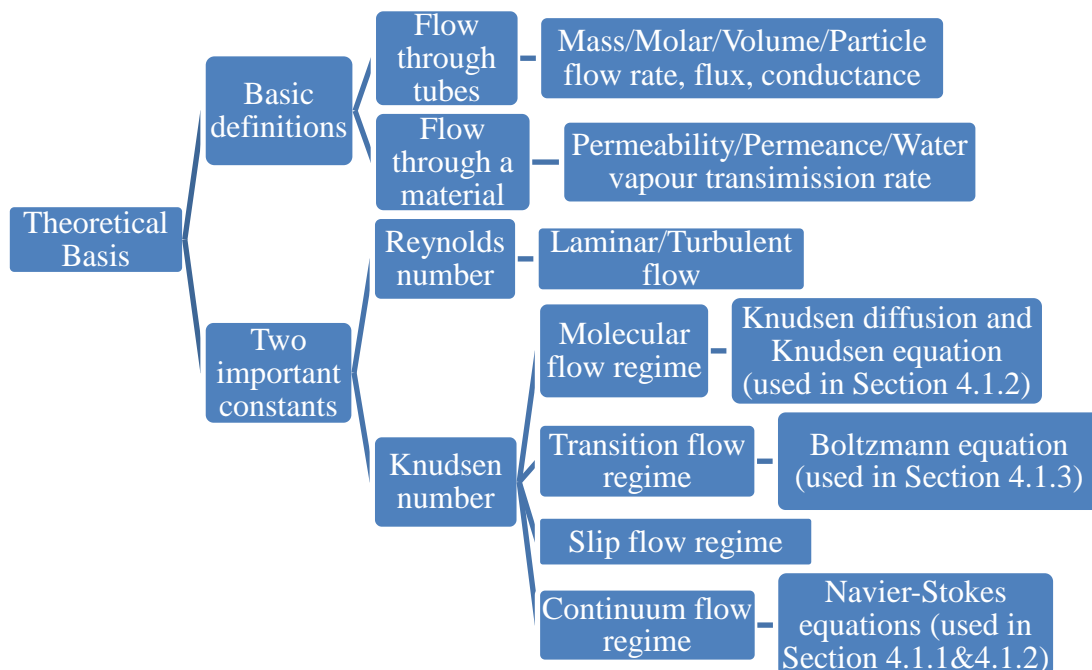 Theoretical
Basis
Basic
definitions
Flow
through
tubes
Mass/Molar/Volume/Particle
flow rate, flux, conductance
Flow
through a
material
Permeability/Permeance/Water
vapour transimission rate
Two
important
constants
Reynolds
number
Laminar/Turbulent
flow
Knudsen
number
Molecular
flow regime
Knudsen diffusion and
Knudsen equation
(used in Section 4.1.2)
Transition flow
regime
Boltzmann equation
(used in Section 4.1.3)
Slip flow regime
Continuum flow
regime
Navier-Stokes
equations (used in
Section 4.1.1&4.1.2)